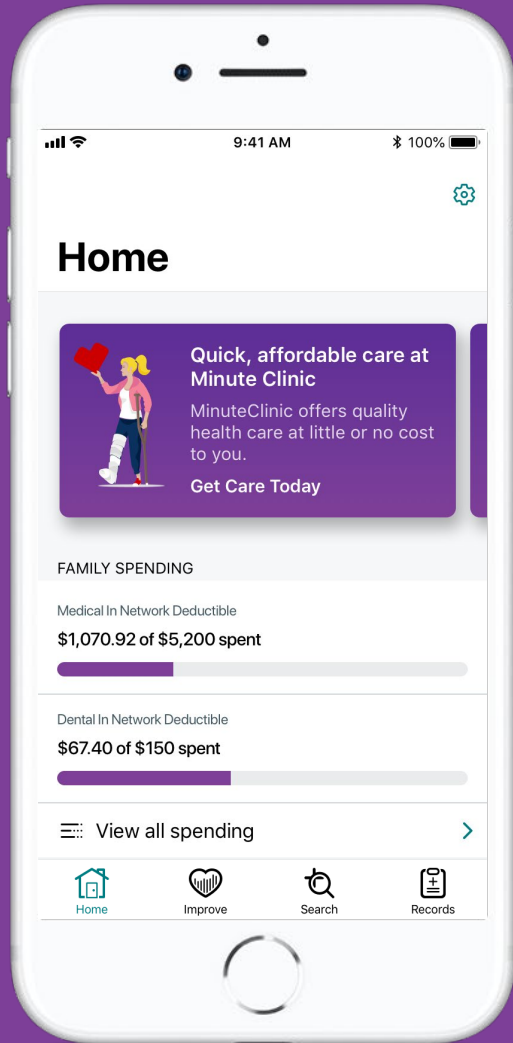 9:41 AM
100%
Home
Quick, affordable care at
Minute Clinic
MinuteClinic offers quality
health care at little or no cost
to you.
Get Care Today
FAMILY SPENDING
Medical In Network Deductible
$1,070.92 of $5,200 spent
Dental In Network Deductible
$67.40 of $150 spent
View all spending
Home
Improve
Search
Records